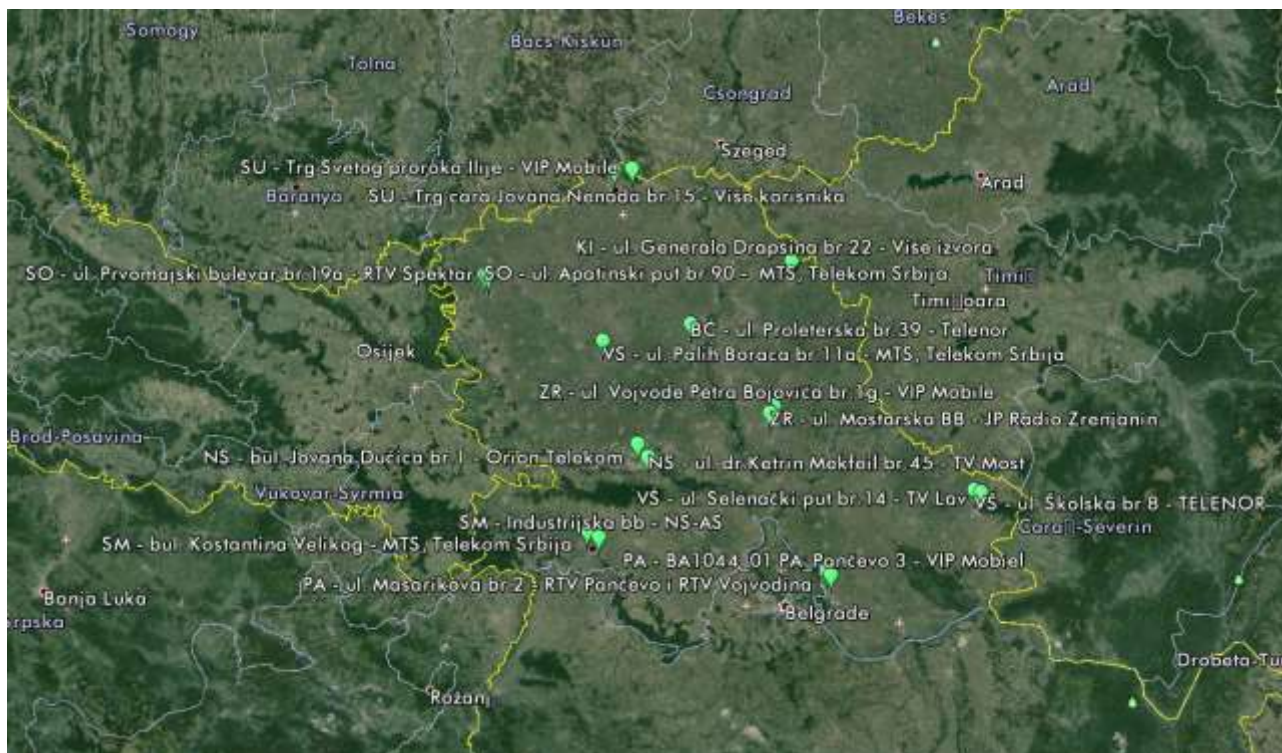 Somogy
Bekes
Bacs-Kiskun
Tolna
Csongrad
Arad
Szeged
SU - Trg Svetog proroka Ilije - VIP Mobile
Arad
Baranya
SU - Trg cara Jovana Nenada br 15 - Više korisnika
KI - ul. Generala Drapsina br 22 - Vise izvora
SO - ul. Prvomajski bulevar br.19a - RTV Spektar
SO - ul. Apatinski put br.90 - MTS, Telekom Srbija
Timi
Timi oara
BC - ul. Proleterska br 39 - Telenor
Osijek
VS - ul. Palih Boraca br.11a - MTS, Telekom Srbija
ZR - ul. Vojvode Petra Bojovića br.1g - VIP Mobile
ZR - ul. Mostarska BB - JP Radio Zrenjanin
Brod-Posavina
NS - bul. Jovana Dučića br 1 - Orion Telekom
NS - ul. dr.Ketrin Mekfeil br.45 - TV Most
Vukovar-Syrmia
VS - ul. Selenački put br.14 - TV Lav
VS - ul. Školska br 8 - TELENOR
SM - Industrijska bb - NS-AS
Cara -Severin
SM - bul. Kostantina Velikog - MTS, Telekom Srbija
PA - BA1044_01 PA_Pančevo 3 - VIP Mobiel
PA - ul. Masarikova br 2 - RTV Pančevo i RTV Vojvodina
Banja Luka
Belgrade
Srpska
Drobeta-Tu
Rožanj